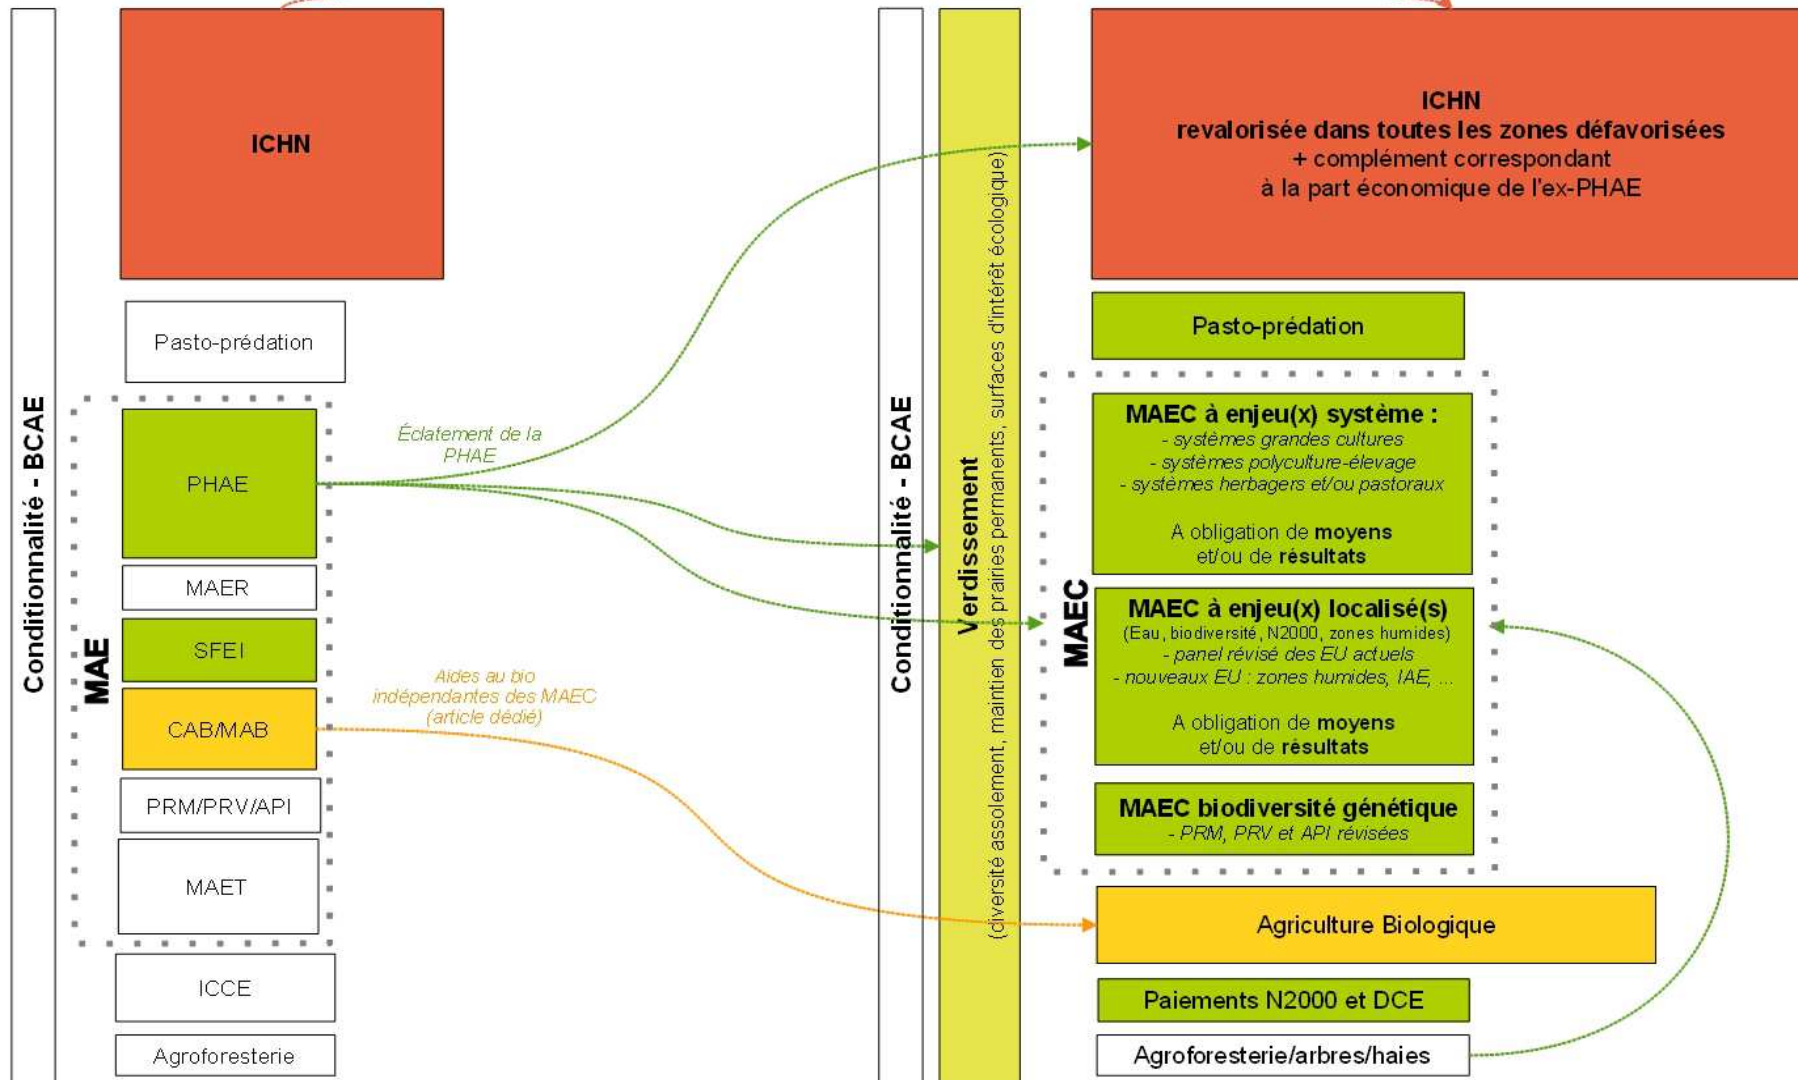 Conditionnalité - BCAE
ICHN
Pasto-prédation
MAE
PHAE
MAER
SFEI
CAB/MAB
PRM/PRV/API
MAET
ICCE
Agroforesterie
Éclatement de la
PHAE
Aides au bio
indépendantes des MAEC
(article dédié)
Conditionnalité - BCAE
Verdissement
(diversité assolement, maintien des prairies permanents, surfaces d'intérêt écologique)
ICHN
revalorisée dans toutes les zones défavorisées
+ complément correspondant
à la part économique de l'ex-PHAE
Pasto-prédation
MAEC
MAEC à enjeu(x) système :
- systèmes grandes cultures
- systèmes polyculture-élevage
- systèmes herbagers et/ou pastoraux
A obligation de moyens
et/ou de résultats
MAEC à enjeu(x) localisé(s)
(Eau, biodiversité, N2000, zones humides)
- panel révisé des EU actuels
- nouveaux EU : zones humides, IAE, ...
A obligation de moyens
et/ou de résultats
MAEC biodiversité génétique
- PRM, PRV et API révisées
Agriculture Biologique
Paiements N2000 et DCE
Agroforesterie/arbres/haies